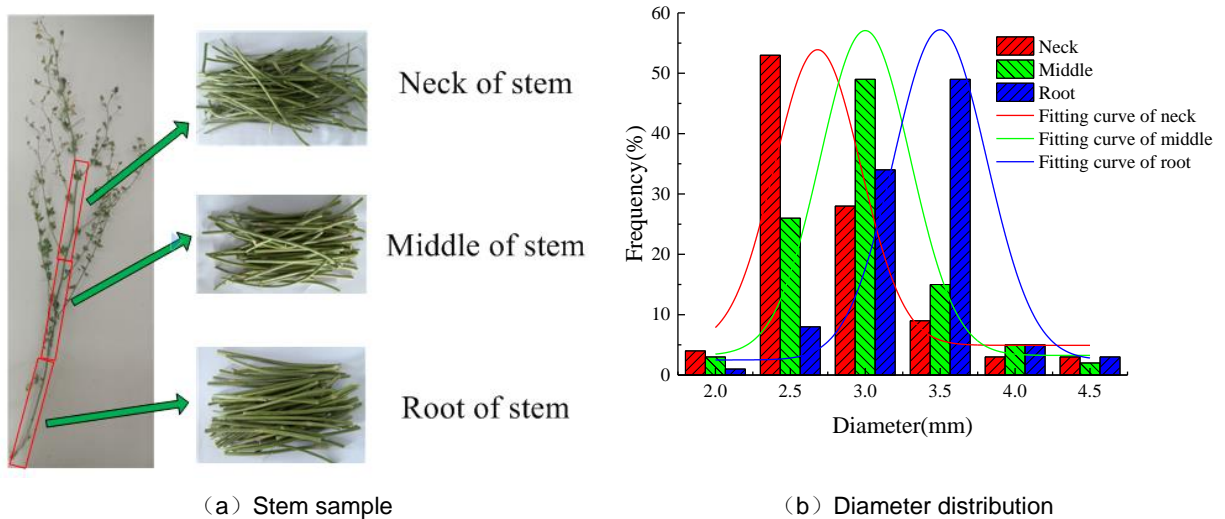 Neck of stem
Middle of stem
Root of stem
（a）Stem sample
60
50
40
30
20
10
0
Frequency(%)
2.0 2.5 3.0 3.5 4.0 4.5
Diameter(mm)
Neck
Middle
Root
Fitting curve of neck
Fitting curve of middle
Fitting curve of root
（b）Diameter distribution